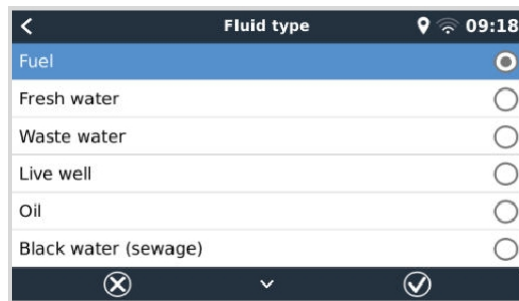 Fluid type 09:18
Fuel
Fresh water
Waste water
Live well
Oil
Black water (sewage)